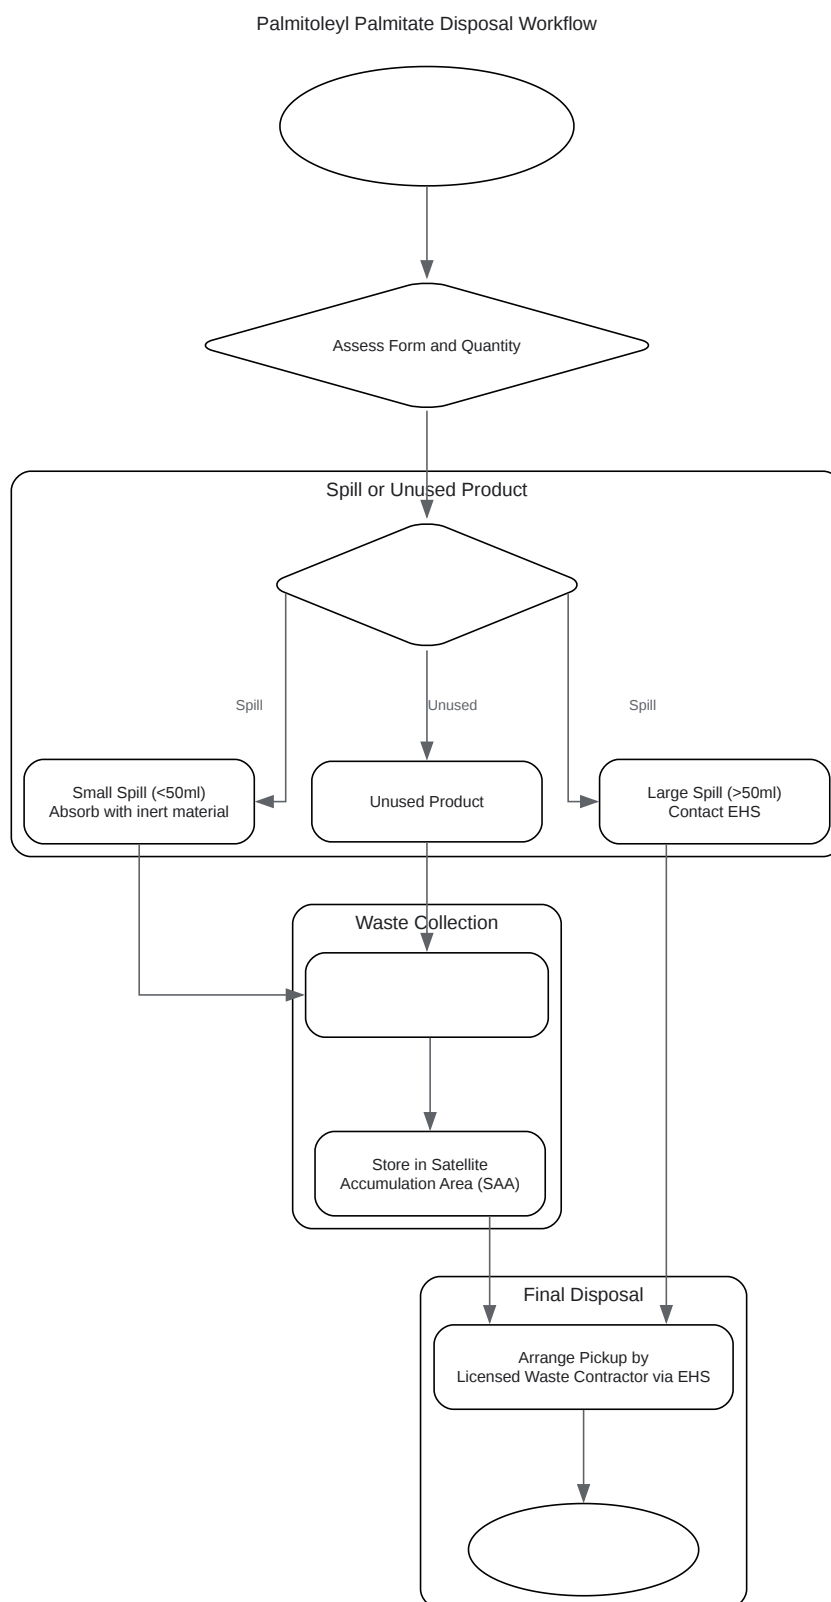 Palmitoleyl Palmitate Disposal Workflow
Assess Form and Quantity
Spill or Unused Product
Spill
Unused
Spill
Small Spill (<50ml)
Absorb with inert material
Unused Product
Large Spill (>50ml)
Contact EHS
Waste Collection
Store in Satellite
Accumulation Area (SAA)
Final Disposal
Arrange Pickup by
Licensed Waste Contractor via EHS